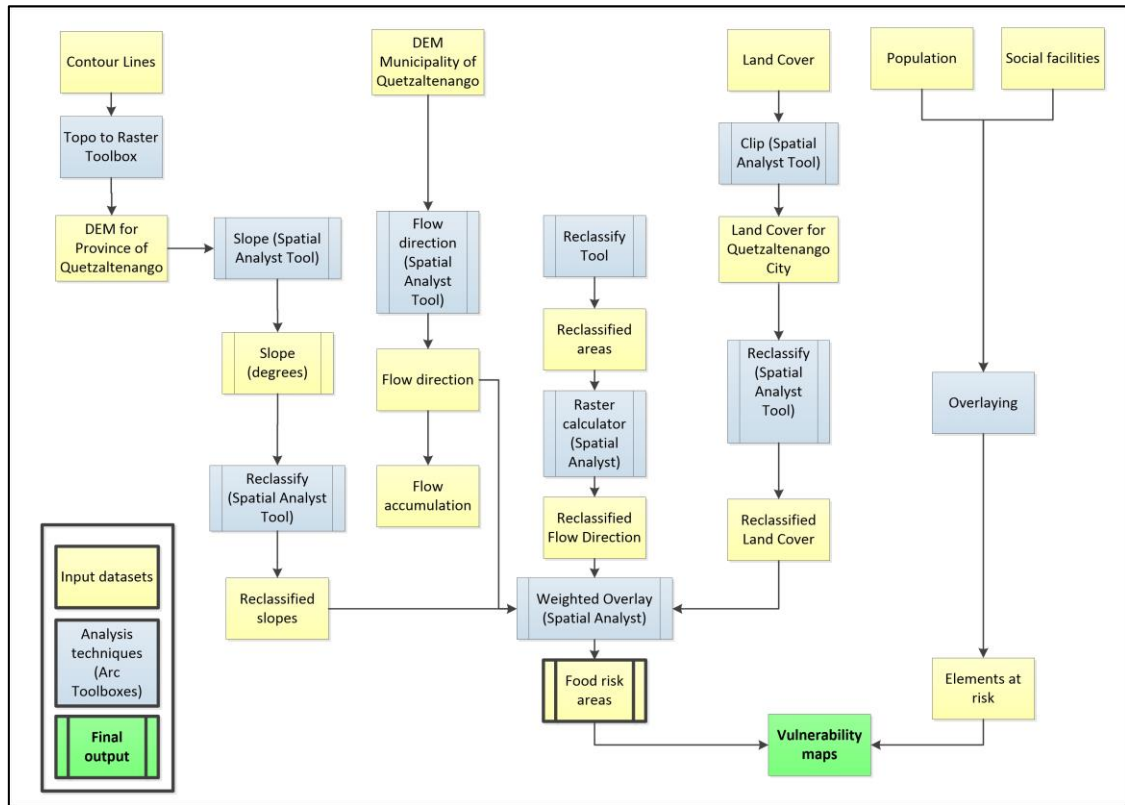 Contour Lines
Topo to Raster
Toolbox
DEM for
Province of
Quetzaltenango
Slope (Spatial
Analyst Tool)
Slope
(degrees)
Reclassify
(Spatial Analyst
Tool)
Reclassified
slopes
DEM
Municipality of
Quetzaltenango
Flow
direction
(Spatial
Analyst
Tool)
Flow direction
Flow
accumulation
Reclassify
Tool
Reclassified
areas
Raster
calculator
(Spatial
Analyst)
Reclassified
Flow Direction
Weighted Overlay
(Spatial Analyst)
Food risk
areas
Land Cover
Clip (Spatial
Analyst Tool)
Land Cover for
Quetzaltenango
City
Reclassify
(Spatial
Analyst
Tool)
Reclassified
Land Cover
Population
Social facilities
Overlaying
Elements at
risk
Vulnerability
maps
Input datasets
Analysis
techniques
(Arc
Toolboxes)
Final
output